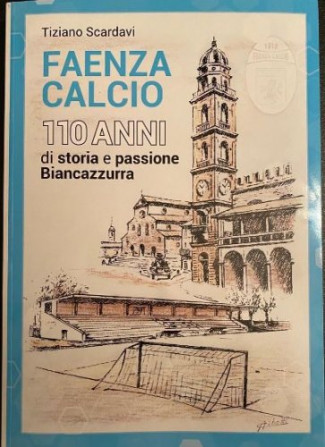 Tiziano Scardavi
FAENZA
CALCIO
110 ANNI
di storia e passione
Biancazzurra